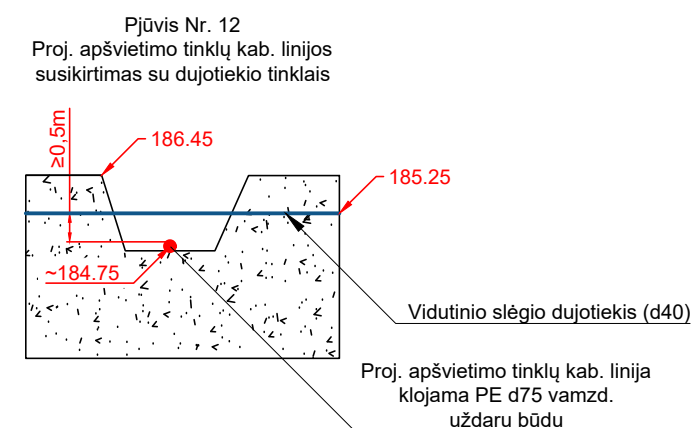 Pjūvis Nr. 12
Proj. apšvietimo tinklų kab. linijos
susikirtimas su dujotiekio tinklais
≥0,5m
186.45
185.25
~184.75
Vidutinio slėgio dujotiekis (d40)
Proj. apšvietimo tinklų kab. linija
klojama PE d75 vamzd.
uždaru būdu